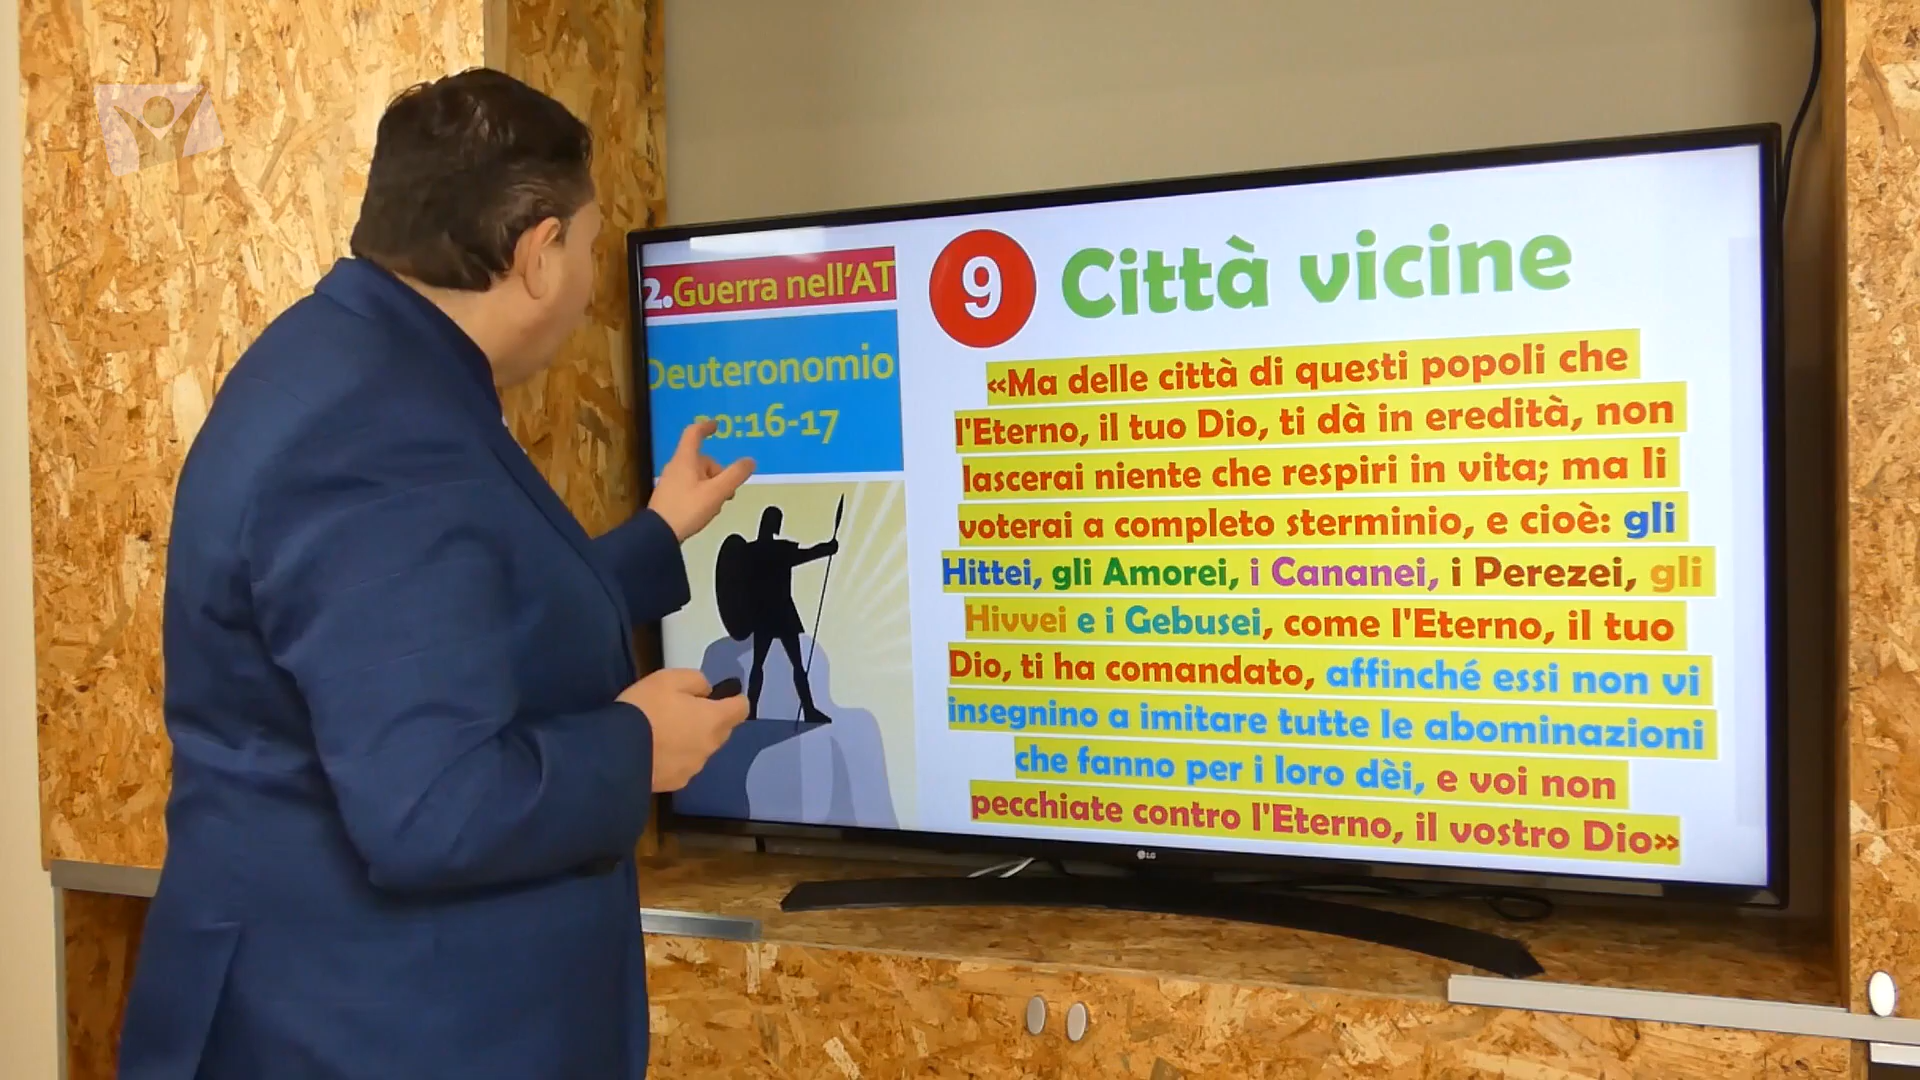 2.Guerra nell'AT
Deuteronomio
20:16-17
9 Città vicine
«Ma delle città di questi popoli che
l'Eterno, il tuo Dio, ti dà in eredità, non
lascerai niente che respiri in vita; ma li
voterai a completo sterminio, e cioè: gli
Hittei, gli Amorei, i Cananei, i Perezei, gli
Hivvei e i Gebusei, come l'Eterno, il tuo
Dio, ti ha comandato, affinché essi non vi
insegnino a imitare tutte le abominazioni
che fanno per i loro dèi, e voi non
pecchiate contro l'Eterno, il vostro Dio»
LG